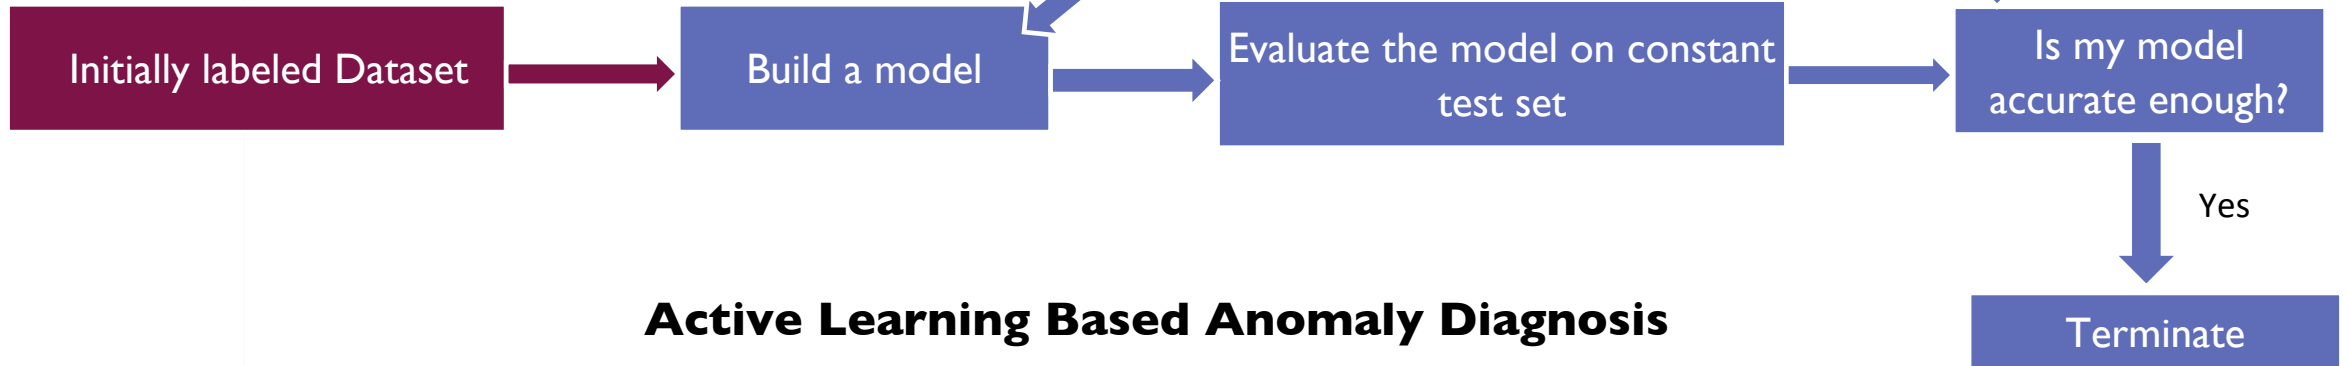 Initially labeled Dataset
Build a model
Evaluate the model on constant
test set
Is my model
accurate enough?
Yes
Active Learning Based Anomaly Diagnosis
Terminate